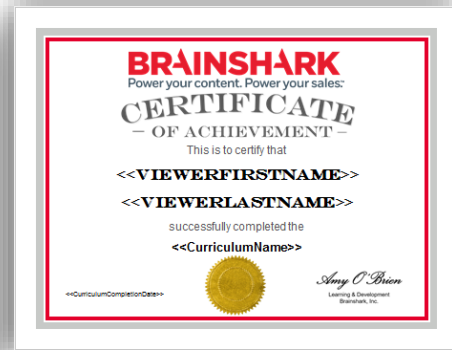 BRAINSHARK
Power your content. Power your sales.
CERTIFICATE
– OF ACHIEVEMENT –
This is to certify that
<<VIEWERFIRSTNAME>>
<<VIEWERLASTNAME>>
successfully completed the
<<CurriculumName>>
<<CurriculumCompletionDate>>
Amy O'Brien
Learning & Development
Brainshark, Inc.